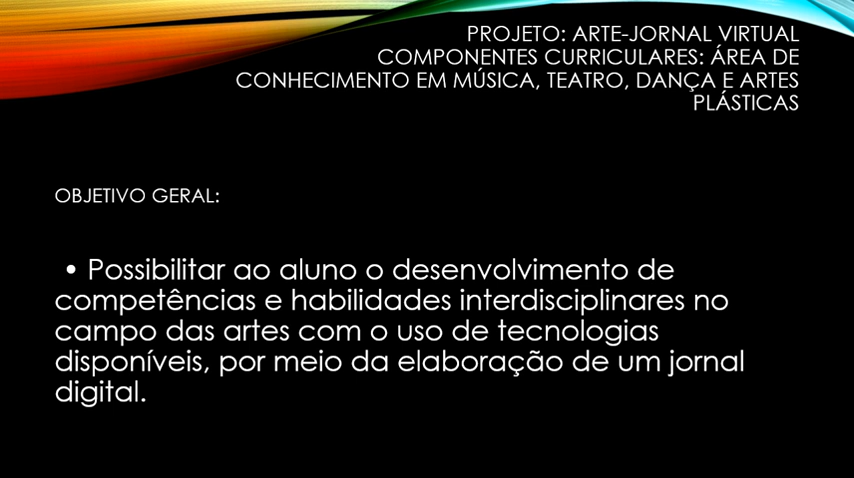 PROJETO: ARTE-JORNAL VIRTUAL
COMPONENTES CURRICULARES: ÁREA DE
CONHECIMENTO EM MÚSICA, TEATRO, DANÇA E ARTES
PLÁSTICAS
OBJETIVO GERAL:
• Possibilitar ao aluno o desenvolvimento de
competências e habilidades interdisciplinares no
campo das artes com o uso de tecnologias
disponíveis, por meio da elaboração de um jornal
digital.